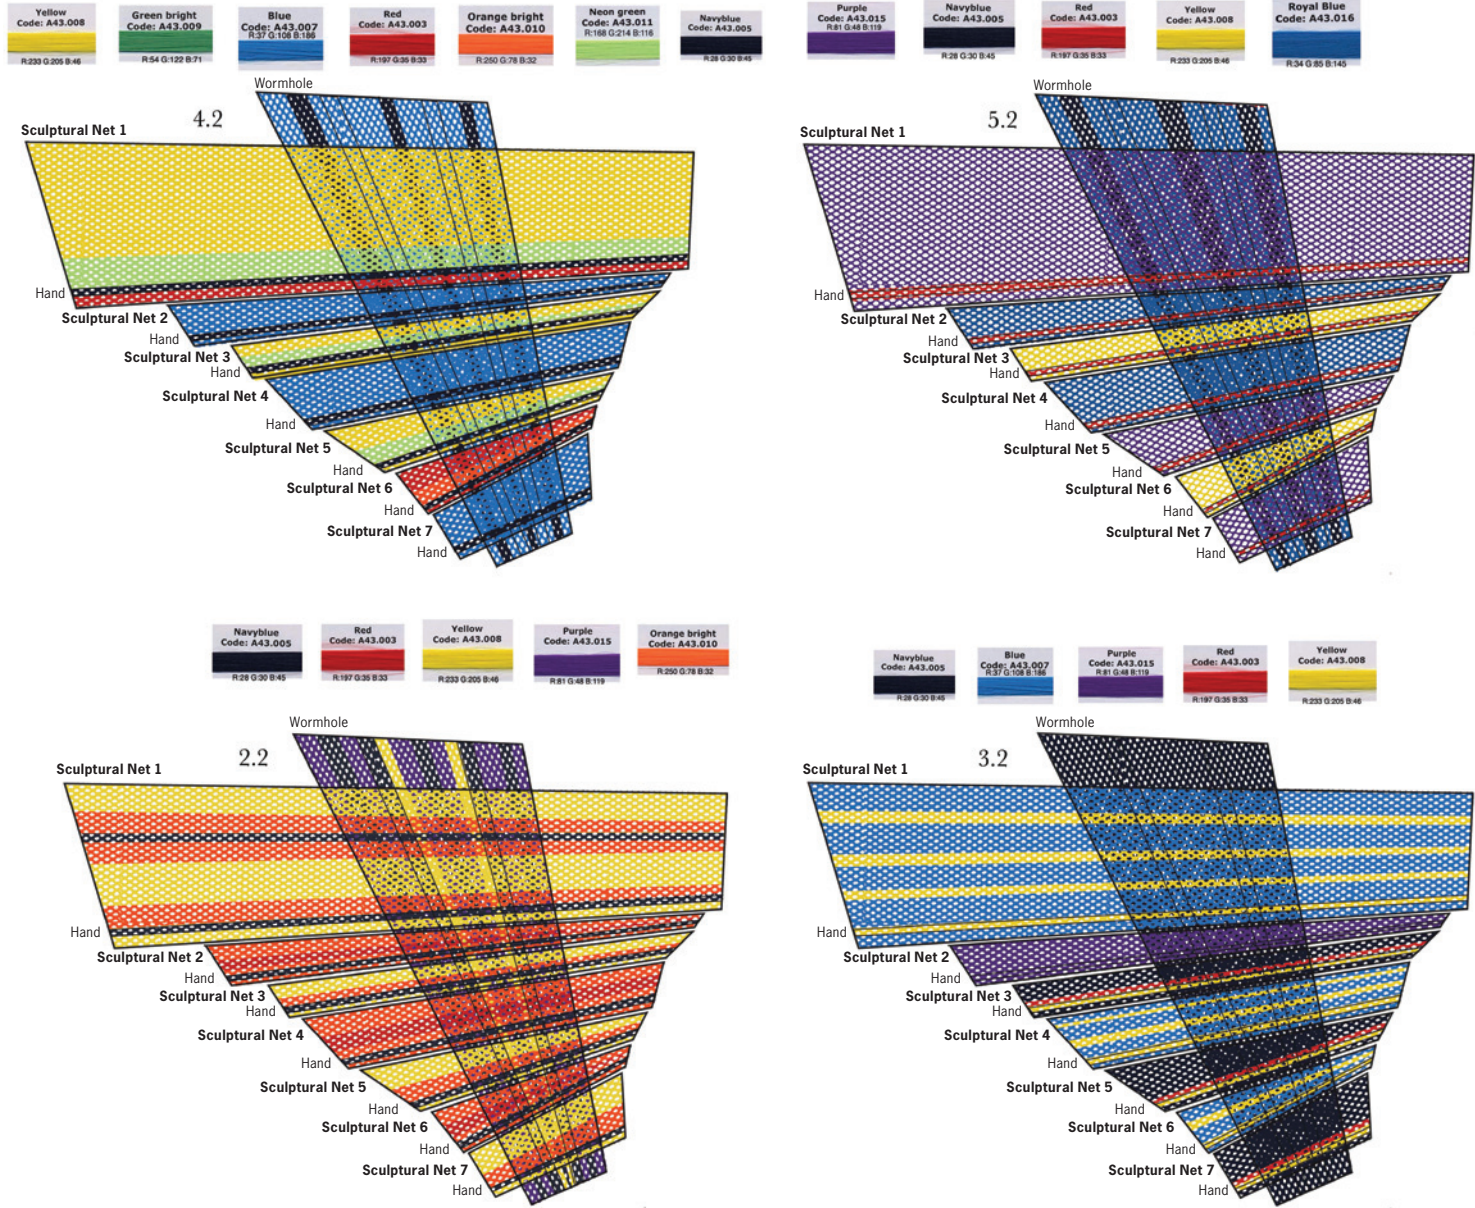 Yellow
Code: A43.008
R:233 G:205 B:46
Green bright
Code: A43.009
R:54 G:122 B:71
Blue
Code: A43.007
R:37 G:108 B:186
Red
Code: A43.003
R:197 G:35 B:33
Orange bright
Code: A43.010
R:250 G:78 B:32
Neon green
Code: A43.011
R:168 G:214 B:116
Navyblue
Code: A43.005
R:28 G:30 B:45
Wormhole
4.2
Sculptural Net 1
Hand
Sculptural Net 2
Hand
Sculptural Net 3
Hand
Sculptural Net 4
Hand
Sculptural Net 5
Hand
Sculptural Net 6
Hand
Sculptural Net 7
Hand
Purple
Code: A43.015
R:81 G:48 B:119
Navyblue
Code: A43.005
R:28 G:30 B:45
Red
Code: A43.003
R:197 G:35 B:33
Yellow
Code: A43.008
R:233 G:205 B:46
Royal Blue
Code: A43.016
R:34 G:85 B:145
Wormhole
5.2
Sculptural Net 1
Hand
Sculptural Net 2
Hand
Sculptural Net 3
Hand
Sculptural Net 4
Hand
Sculptural Net 5
Hand
Sculptural Net 6
Hand
Sculptural Net 7
Hand
Navyblue
Code: A43.005
R:28 G:30 B:45
Red
Code: A43.003
R:197 G:35 B:33
Yellow
Code: A43.008
R:233 G:205 B:46
Purple
Code: A43.015
R:81 G:48 B:119
Orange bright
Code: A43.010
R:250 G:78 B:32
Wormhole
2.2
Sculptural Net 1
Hand
Sculptural Net 2
Hand
Sculptural Net 3
Hand
Sculptural Net 4
Hand
Sculptural Net 5
Hand
Sculptural Net 6
Hand
Sculptural Net 7
Hand
Navyblue
Code: A43.005
R:28 G:30 B:45
Blue
Code: A43.007
R:37 G:108 B:186
Purple
Code: A43.015
R:81 G:48 B:119
Red
Code: A43.003
R:197 G:35 B:33
Yellow
Code: A43.008
R:233 G:205 B:46
Wormhole
3.2
Sculptural Net 1
Hand
Sculptural Net 2
Hand
Sculptural Net 3
Hand
Sculptural Net 4
Hand
Sculptural Net 5
Hand
Sculptural Net 6
Hand
Sculptural Net 7
Hand